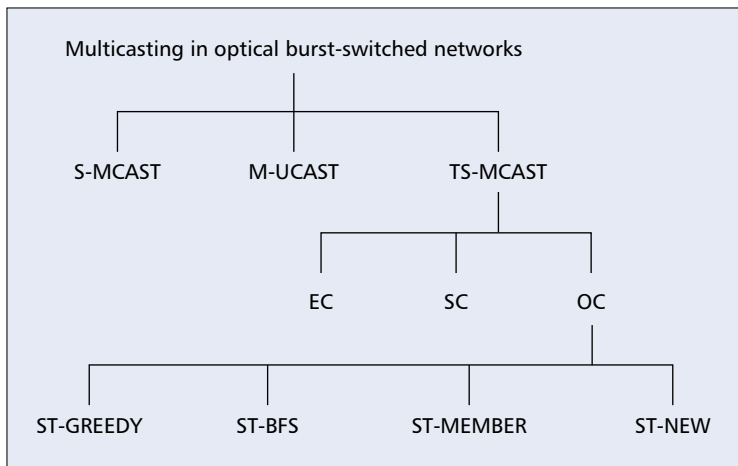 Multicasting in optical burst-switched networks
S-MCAST M-UCAST TS-MCAST
EC SC OC
ST-GREEDY ST-BFS ST-MEMBER ST-NEW